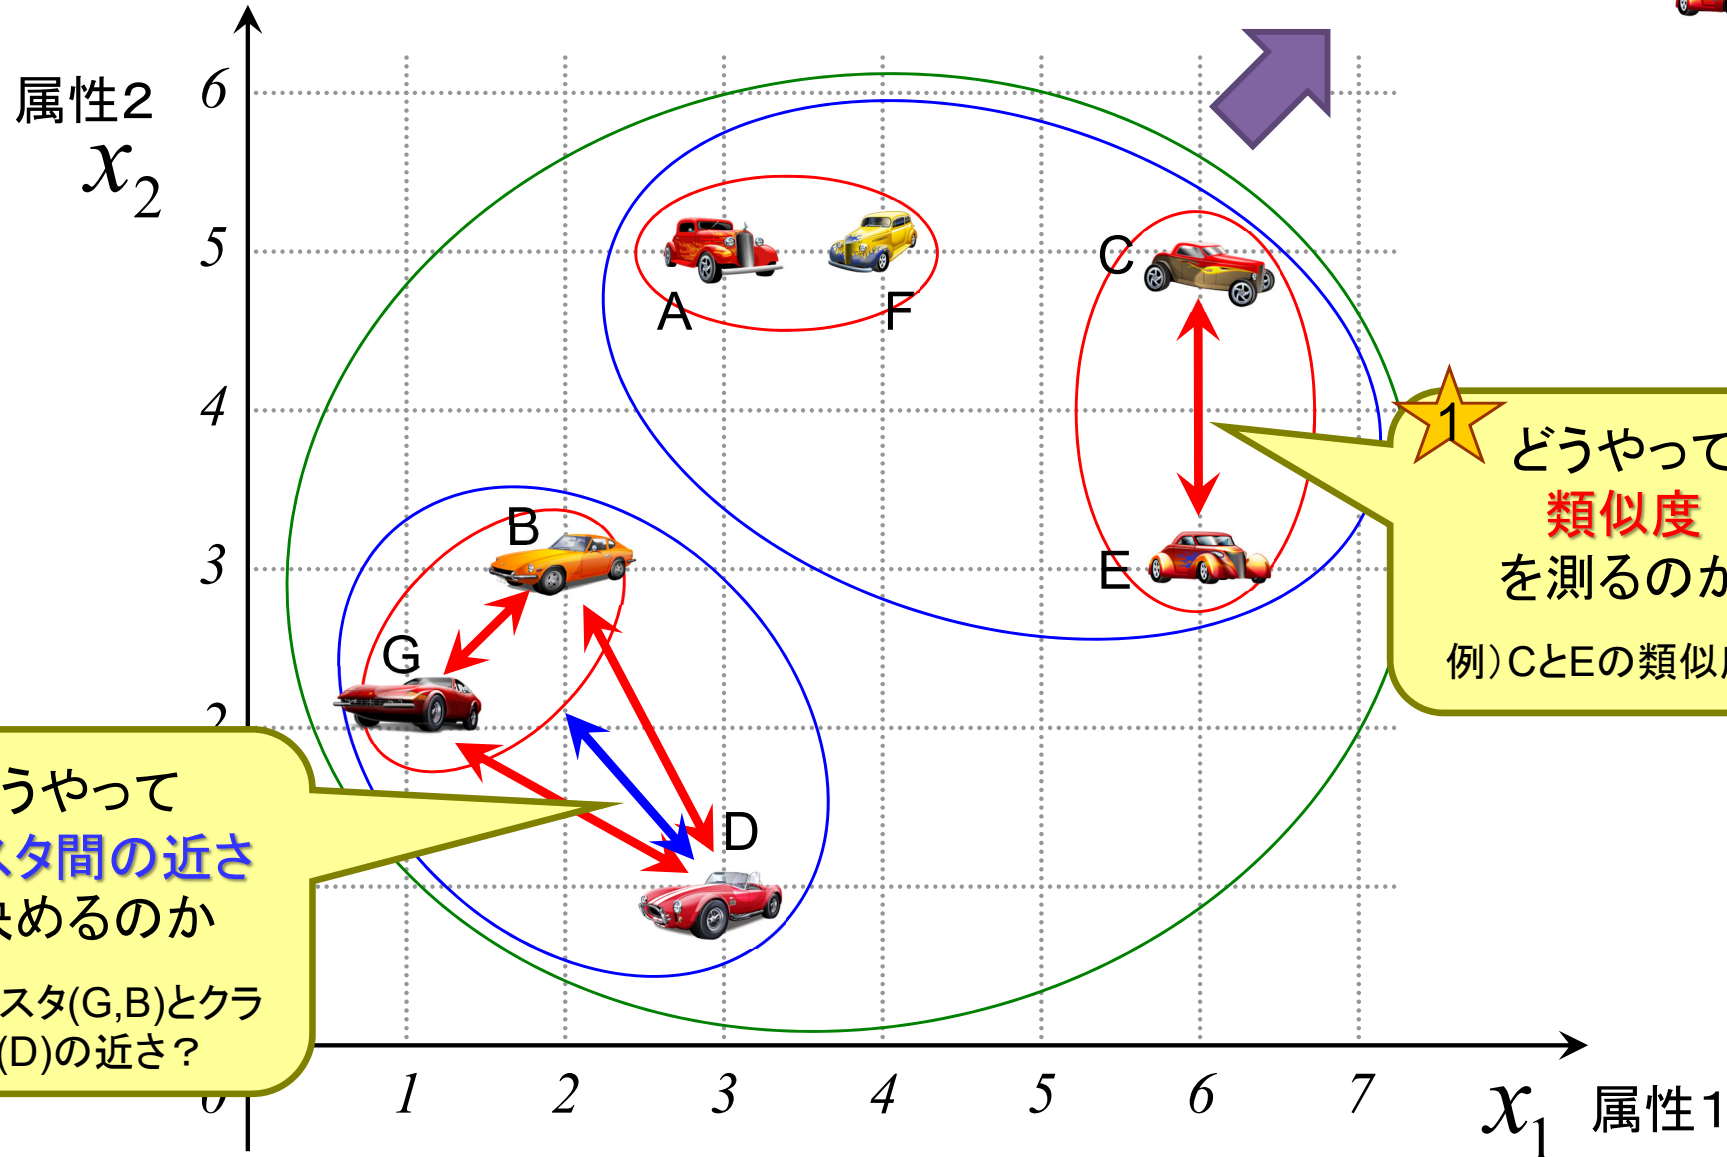 属性２
x2
6
5
4
3
2
A
F
C
E
B
G
D
1
どうやって
類似度
を測るのか
例）CとEの類似度
うやって
スタ間の近さ
決めるのか
スタ(G,B)とクラ
(D)の近さ？
0
1
2
3
4
5
6
7
x1
属性１